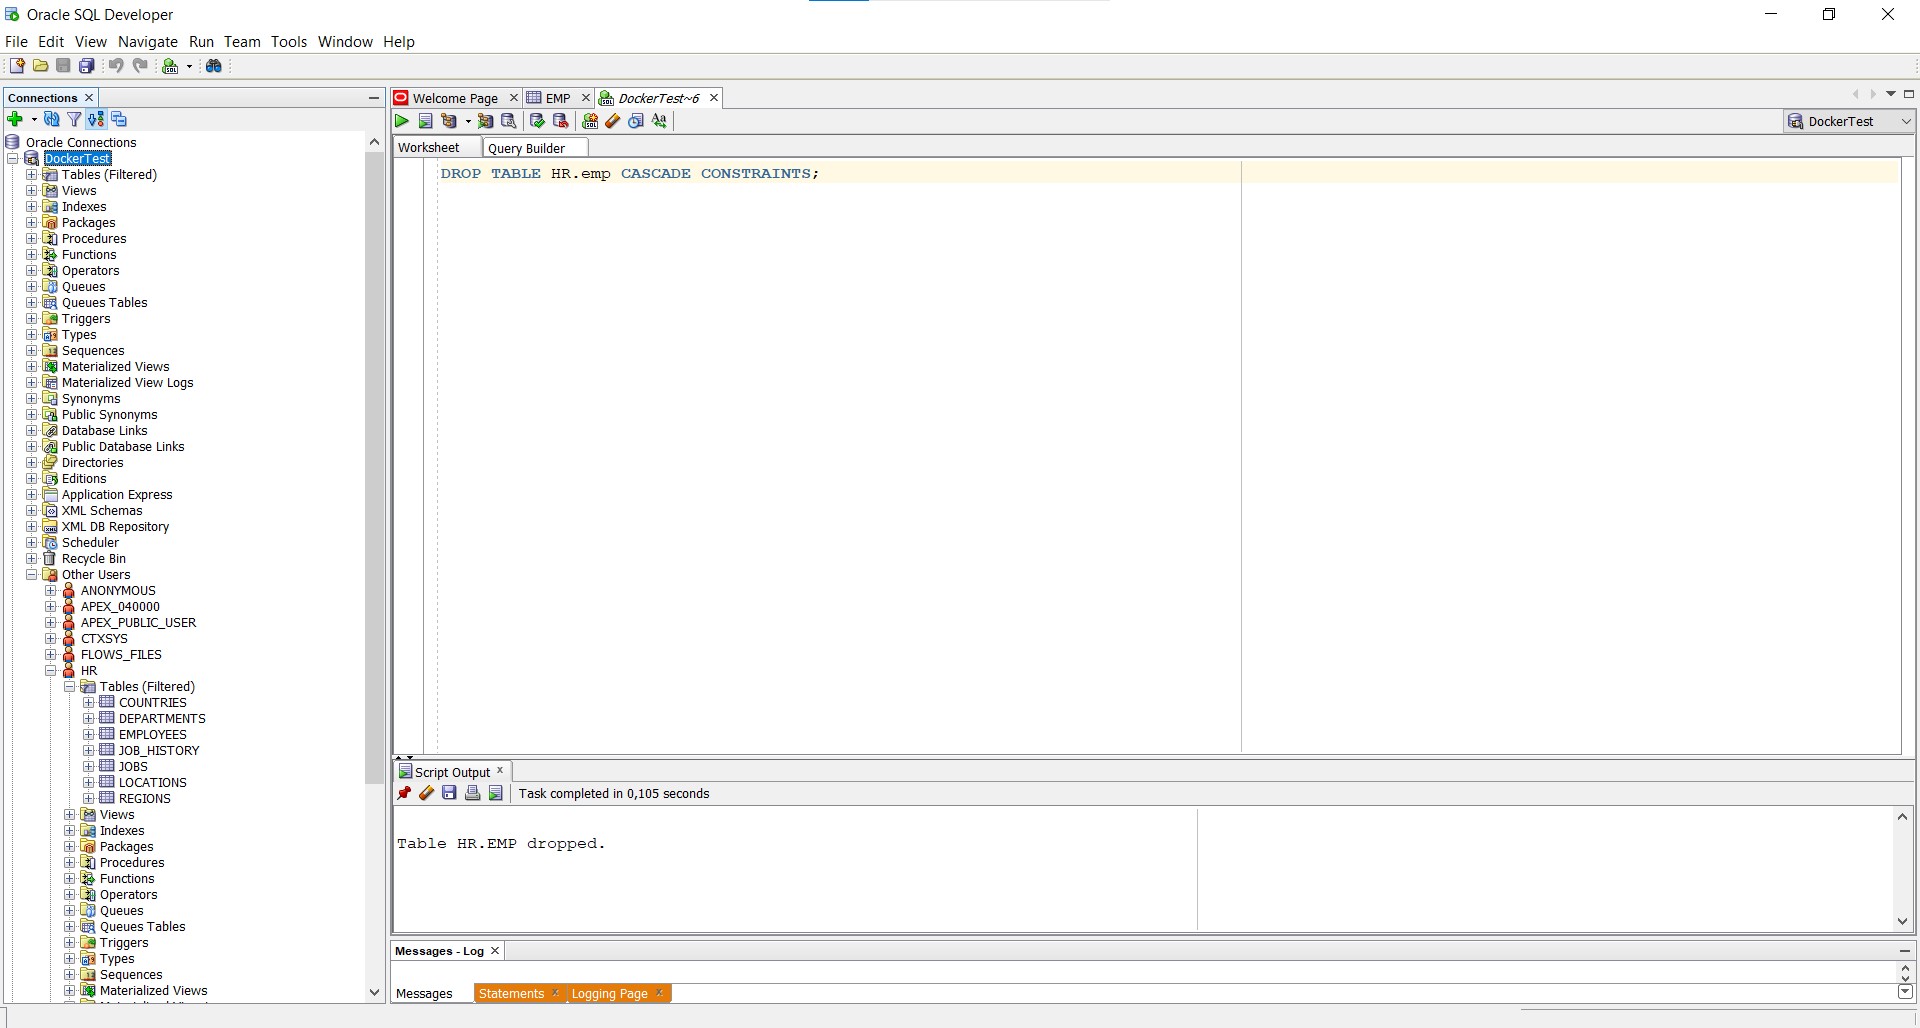 Oracle SQL Developer
File Edit View Navigate Run Team Tools Window Help
Connections
Oracle Connections
DockerTest
Tables (Filtered)
Views
Indexes
Packages
Procedures
Functions
Operators
Queues
Queues Tables
Triggers
Types
Sequences
Materialized Views
Materialized View Logs
Synonyms
Public Synonyms
Database Links
Public Database Links
Directories
Editions
Application Express
XML Schemas
XML DB Repository
Scheduler
Recycle Bin
Other Users
ANONYMOUS
APEX_040000
APEX_PUBLIC_USER
CTXSYS
FLOWS_FILES
HR
Tables (Filtered)
COUNTRIES
DEPARTMENTS
EMPLOYEES
JOB_HISTORY
JOBS
LOCATIONS
REGIONS
Views
Indexes
Packages
Procedures
Functions
Operators
Queues
Queues Tables
Triggers
Types
Sequences
Materialized Views
Welcome Page EMP DockerTest~6
DockerTest
Worksheet Query Builder
DROP TABLE HR.emp CASCADE CONSTRAINTS;
Script Output
Task completed in 0,105 seconds
Table HR.EMP dropped.
Messages - Log
Messages Statements Logging Page